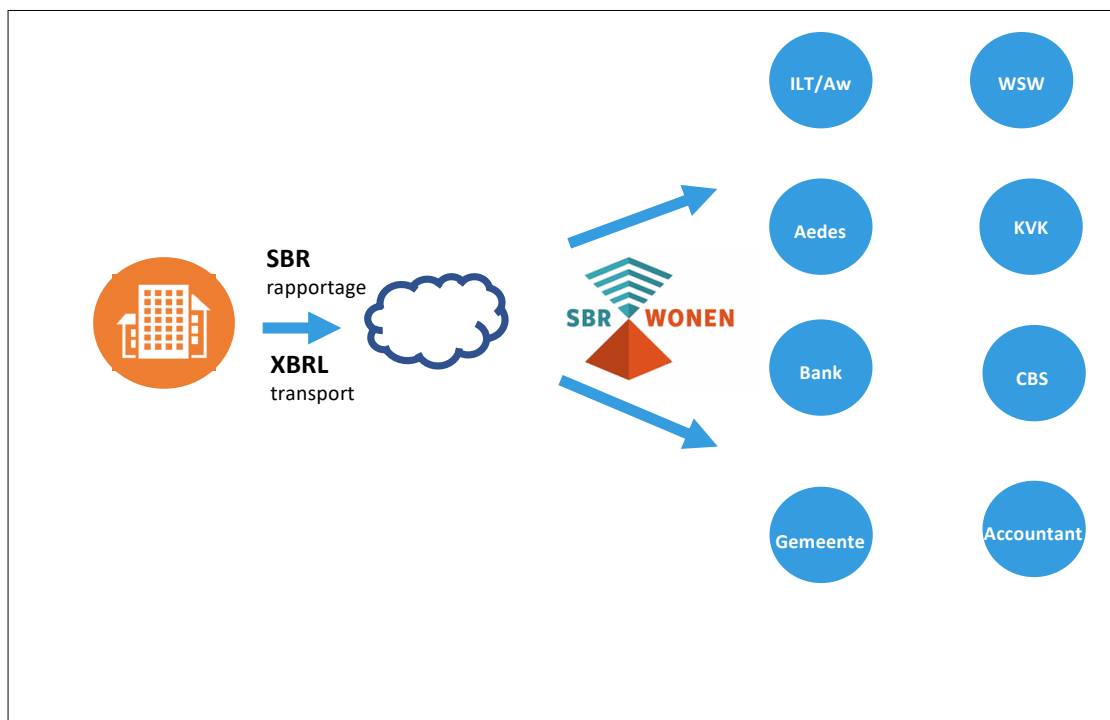 SBR
rapportage
XBRL
transport
SBR WONEN
ILT/Aw
WSW
Aedes
KVK
Bank
CBS
Gemeente
Accountant